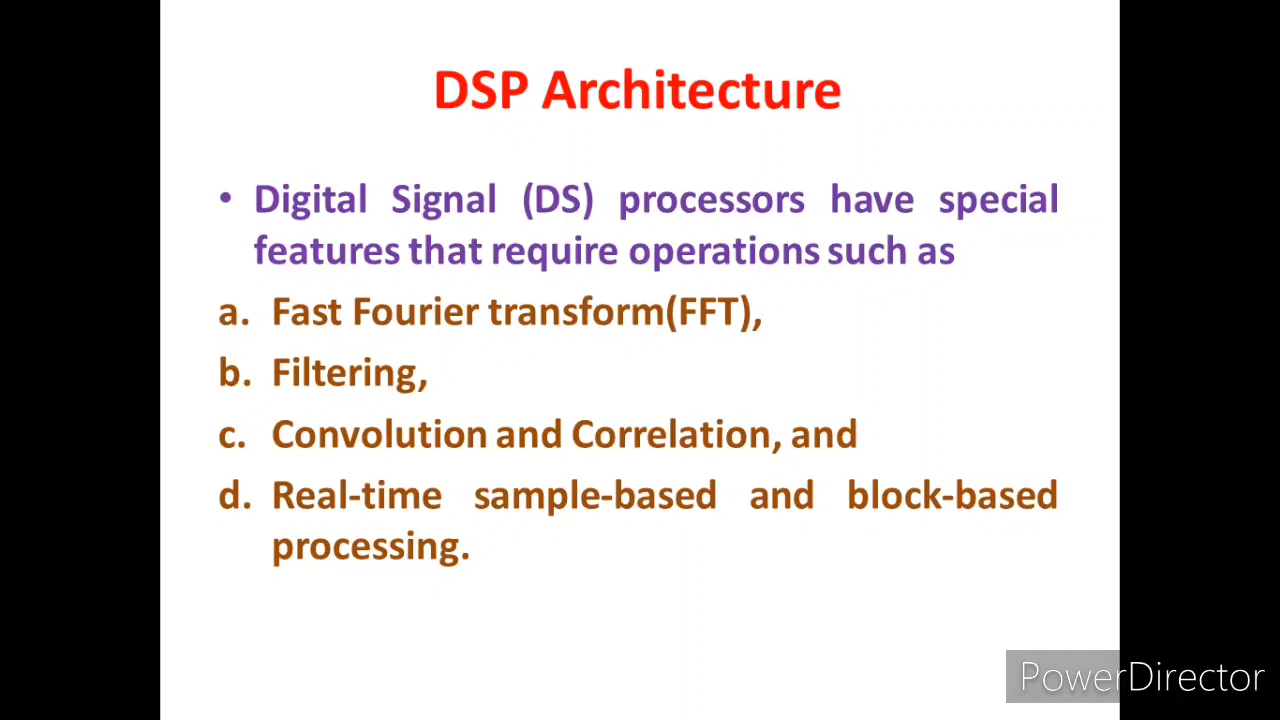 DSP Architecture
• Digital Signal (DS) processors have special
features that require operations such as
a. Fast Fourier transform(FFT),
b. Filtering,
c. Convolution and Correlation, and
d. Real-time sample-based and block-based
processing.
PowerDirector